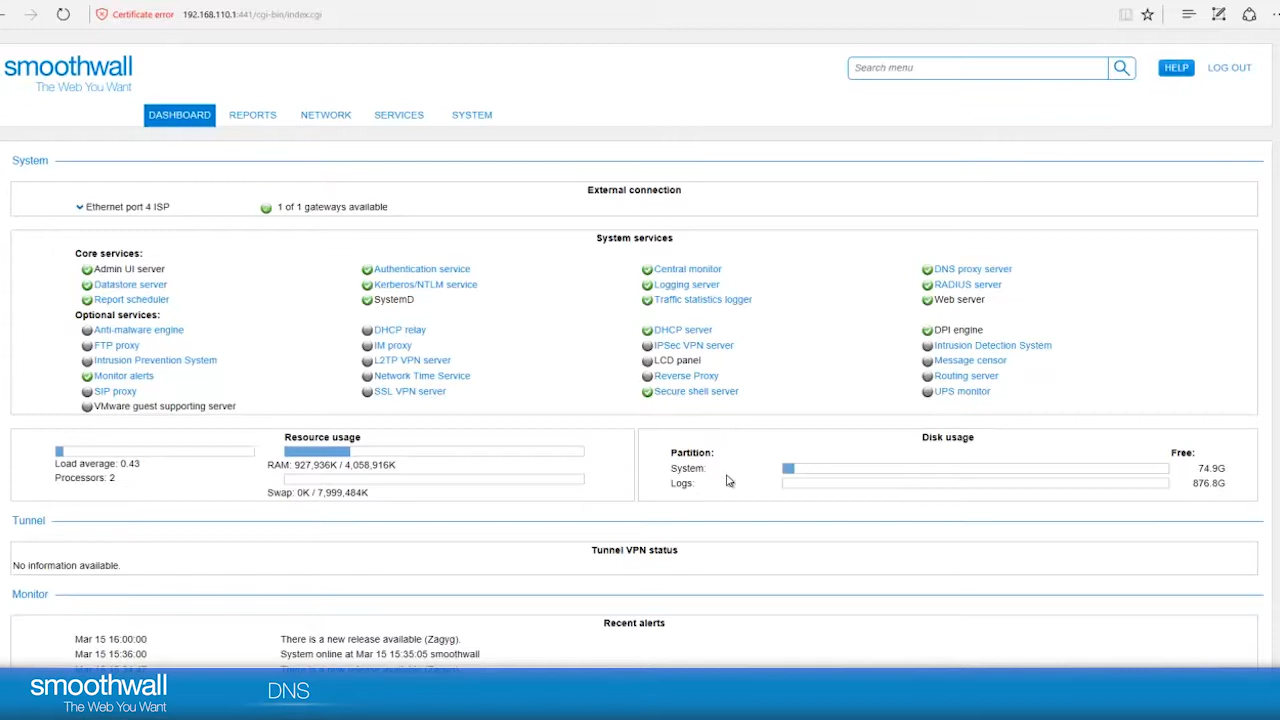 Certificate error 192.168.110.1:441/cgi-bin/index.cgi
smoothwall
The Web You Want
Search menu
HELP
LOG OUT
DASHBOARD REPORTS NETWORK SERVICES SYSTEM
System
External connection
Ethernet port 4 ISP 1 of 1 gateways available
System services
Core services:
Admin UI server Authentication service Central monitor DNS proxy server
Datastore server Kerberos/NTLM service Logging server RADIUS server
Report scheduler SystemD Traffic statistics logger Web server
Optional services:
Anti-malware engine DHCP relay DHCP server DPI engine
FTP proxy IM proxy IPSec VPN server Intrusion Detection System
Intrusion Prevention System L2TP VPN server LCD panel Message censor
Monitor alerts Network Time Service Reverse Proxy Routing server
SIP proxy SSL VPN server Secure shell server UPS monitor
VMware guest supporting server
Resource usage
Load average: 0.43
Processors: 2
RAM: 927,936K / 4,058,916K
Swap: 0K / 7,999,484K
Disk usage
Partition: Free:
System: 74.9G
Logs: 876.8G
Tunnel
Tunnel VPN status
No information available.
Monitor
Recent alerts
Mar 15 16:00:00 There is a new release available (Zagyg).
System online at Mar 15 15:35:05 smoothwall
Mar 15 15:36:00
smoothwall
The Web You Want
DNS